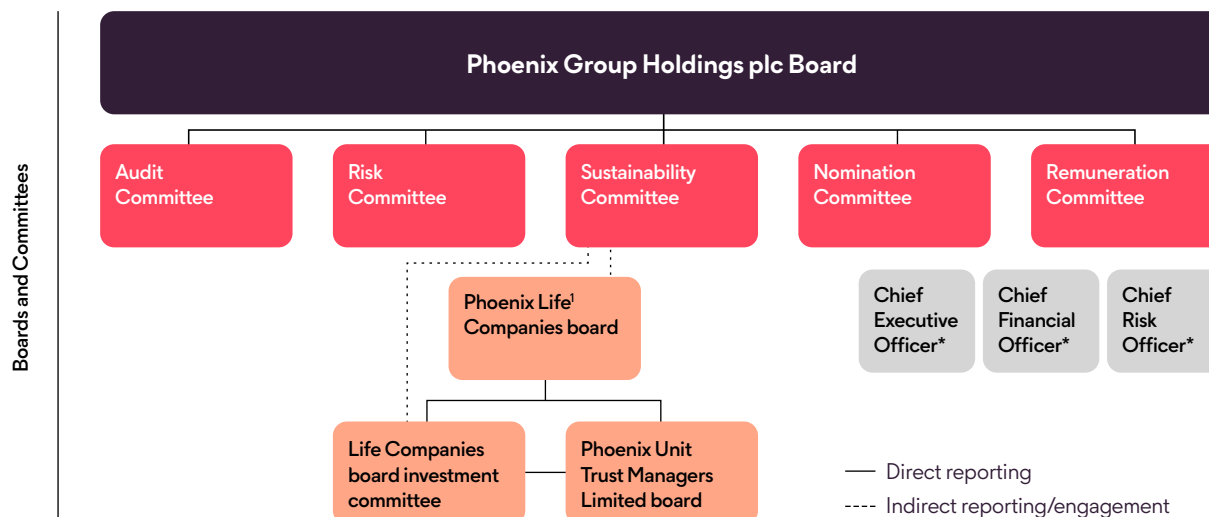 Boards and Committees
Phoenix Group Holdings plc Board
Audit
Committee
Risk
Committee
Sustainability
Committee
Nomination
Committee
Remuneration
Committee
Phoenix Life¹
Companies board
Chief
Executive
Officer*
Chief
Financial
Officer*
Chief
Risk
Officer*
Life Companies
board investment
committee
Phoenix Unit
Trust Managers
Limited board
Direct reporting
Indirect reporting/engagement